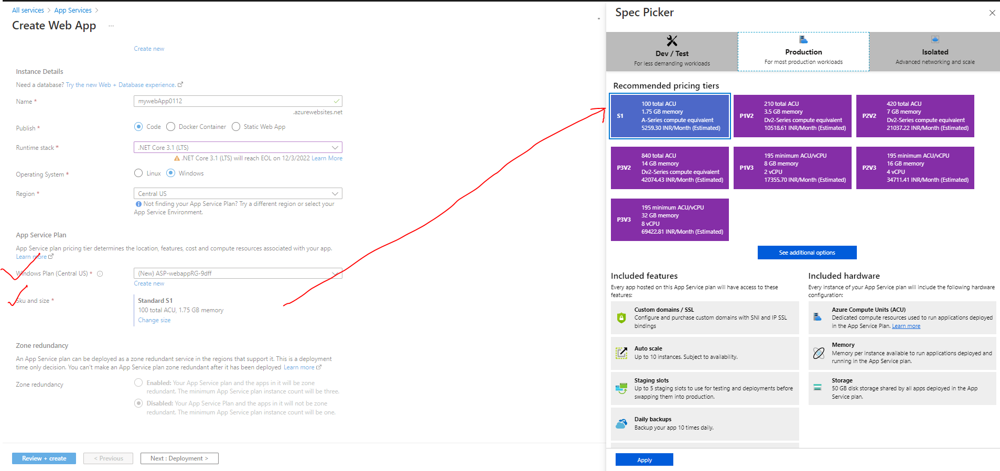 All services > App Services >
Create Web App ...
Create new
Instance Details
Need a database? Try the new Web + Database experience.
Name *
mywebApp0112
.azurewebsites.net
Publish *
Code
Docker Container
Static Web App
Runtime stack *
.NET Core 3.1 (LTS)
.NET Core 3.1 (LTS) will reach EOL on 12/3/2022 Learn More
Operating System *
Linux
Windows
Region *
Central US
Not finding your App Service Plan? Try a different region or select your
App Service Environment.
App Service Plan
App Service plan pricing tier determines the location, features, cost and compute resources associated with your app.
Learn more
Windows Plan (Central US) *
(New) ASP-webappRG-9dff
Create new
Sku and size *
Standard S1
100 total ACU, 1.75 GB memory
Change size
Zone redundancy
An App Service plan can be deployed as a zone redundant service in the regions that support it. This is a deployment
time only decision. You can't make an App Service plan zone redundant after it has been deployed Learn more
Zone redundancy
Enabled: Your App Service plan and the apps in it will be zone
redundant. The minimum App Service plan instance count will be three.
Disabled: Your App Service Plan and the apps in it will not be zone
redundant. The minimum App Service plan instance count will be one.
Review + create
< Previous
Next : Deployment >
Spec Picker
Dev / Test
For less demanding workloads
Production
For most production workloads
Isolated
Advanced networking and scale
Recommended pricing tiers
S1
100 total ACU
1.75 GB memory
A-Series compute equivalent
5259.30 INR/Month (Estimated)
P1V2
210 total ACU
3.5 GB memory
Dv2-Series compute equivalent
10518.61 INR/Month (Estimated)
P2V2
420 total ACU
7 GB memory
Dv2-Series compute equivalent
21037.22 INR/Month (Estimated)
P3V2
840 total ACU
14 GB memory
Dv2-Series compute equivalent
42074.43 INR/Month (Estimated)
P1V3
195 minimum ACU/vCPU
8 GB memory
2 vCPU
17355.70 INR/Month (Estimated)
P2V3
195 minimum ACU/vCPU
16 GB memory
4 vCPU
34711.41 INR/Month (Estimated)
P3V3
195 minimum ACU/vCPU
32 GB memory
8 vCPU
69422.81 INR/Month (Estimated)
See additional options
Included features
Every app hosted on this App Service plan will have access to these
features:
Custom domains / SSL
Configure and purchase custom domains with SNI and IP SSL
bindings
Auto scale
Up to 10 instances. Subject to availability.
Staging slots
Up to 5 staging slots to use for testing and deployments before
swapping them into production.
Daily backups
Backup your app 10 times daily.
Included hardware
Every instance of your App Service plan will include the following hardware
configuration:
Azure Compute Units (ACU)
Dedicated compute resources used to run applications deployed
in the App Service Plan. Learn more
Memory
Memory per instance available to run applications deployed and
running in the App Service plan.
Storage
50 GB disk storage shared by all apps deployed in the App
Service plan.
Apply